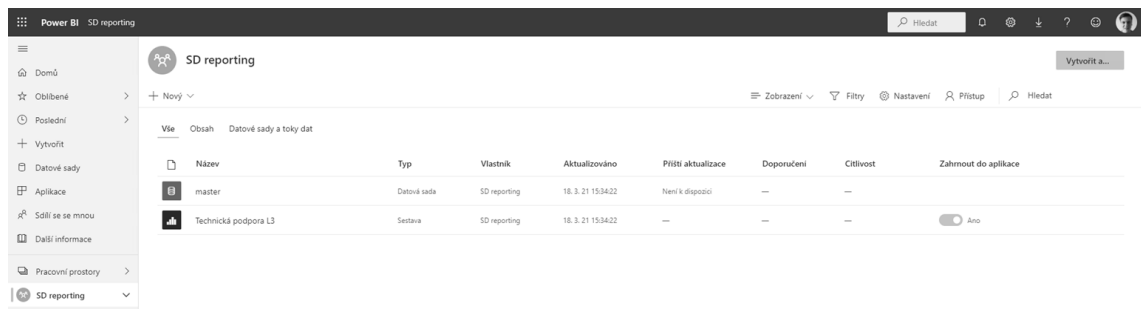 Power BI SD reporting Hledat ?
SD reporting Vytvořit a...
Domů
Oblíbené
Poslední
Vytvořit
Datové sady
Aplikace
Sdílí se se mnou
Další informace
Pracovní prostory
SD reporting
Nový Zobrazení Filtry Nastavení Přístup Hledat
Vše Obsah Datové sady a toky dat
Název Typ Vlastník Aktualizováno Příští aktualizace Doporučení Citlivost Zahrnout do aplikace
master Datová sada SD reporting 18. 3. 21 15:34:22 Není k dispozici — —
Technická podpora L3 Sestava SD reporting 18. 3. 21 15:34:22 — — — Ano